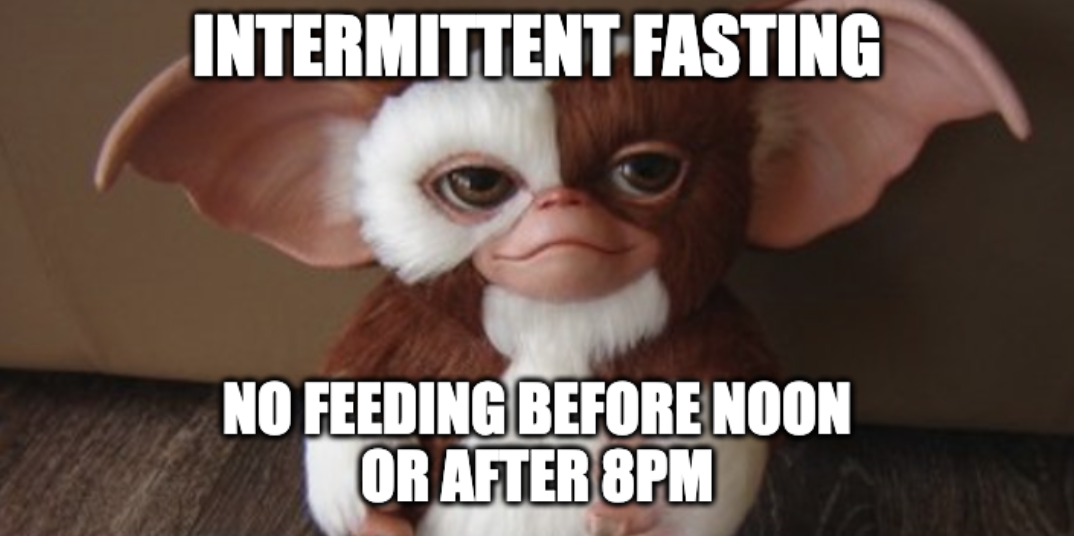 INTERMITTENT FASTING
NO FEEDING BEFORE NOON
OR AFTER 8PM